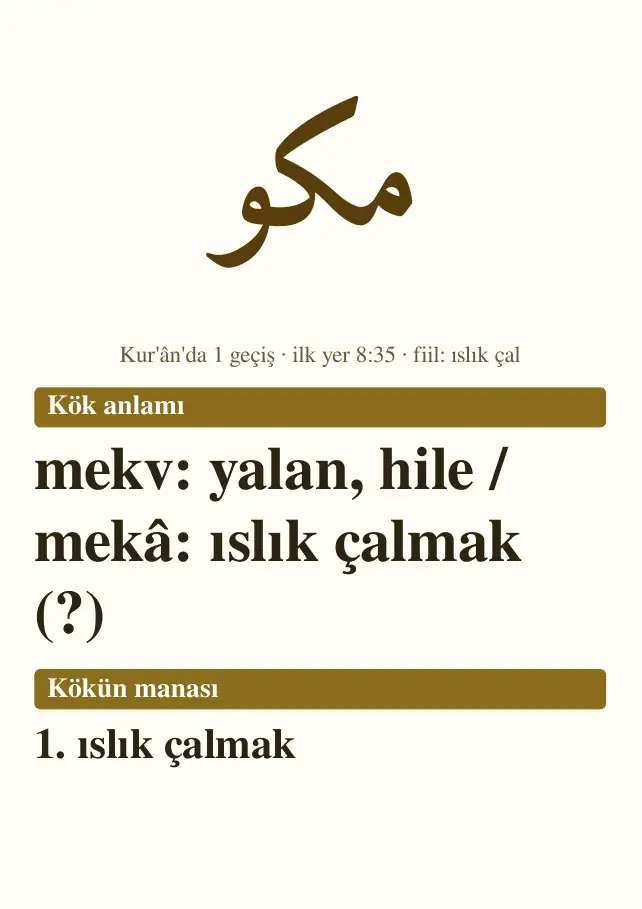 مكو
Kur'ân'da 1 geçiş · ilk yer 8:35 · fiil: ıslık çal
Kök anlamı
mekv: yalan, hile /
mekâ: ıslık çalmak
(?)
Kökün manası
1. ıslık çalmak